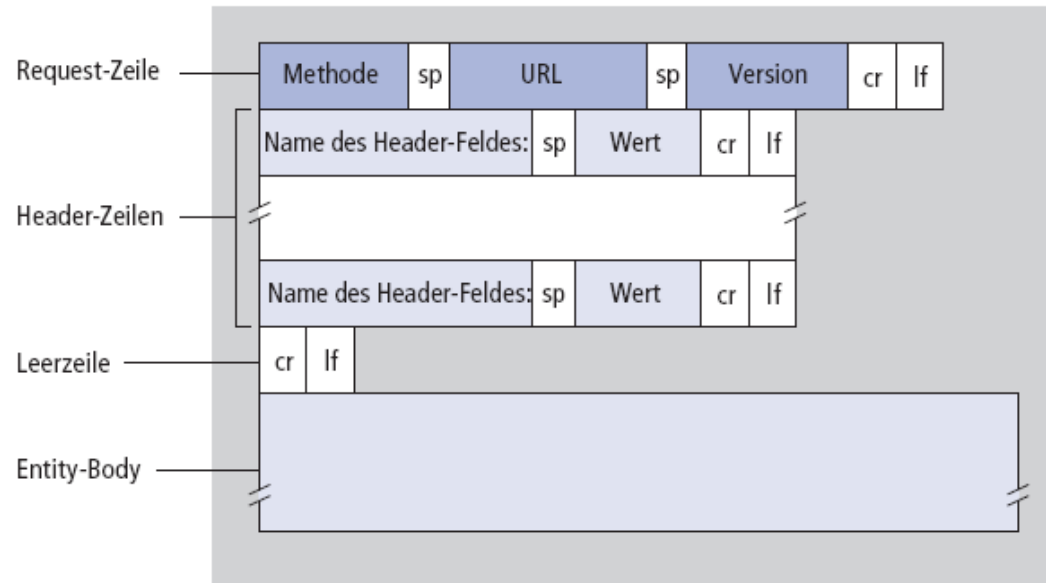 Request-Zeile
Methode sp URL sp Version cr lf
Name des Header-Feldes: sp Wert cr lf
Header-Zeilen
Name des Header-Feldes: sp Wert cr lf
Leerzeile
cr lf
Entity-Body